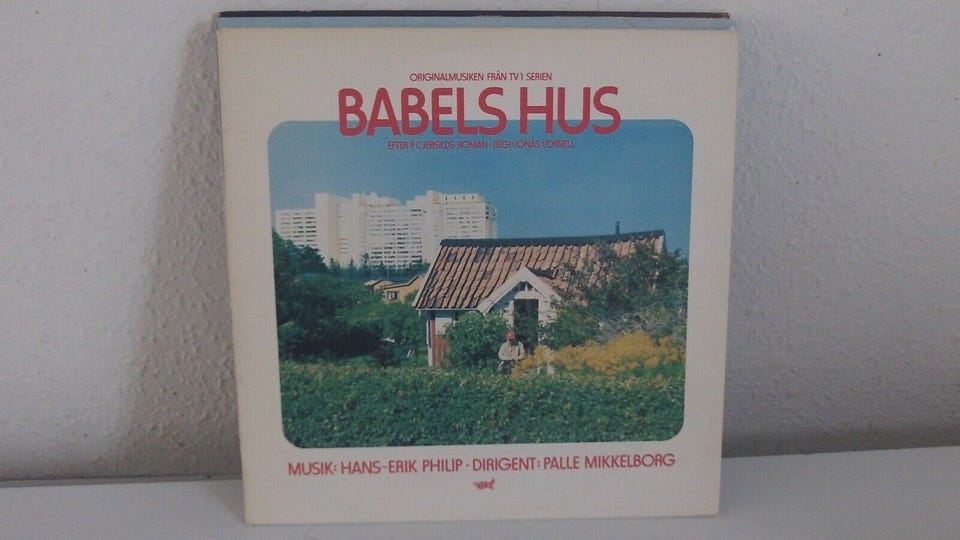 ORIGINALMUSIKEN FRÅN TV1 SERIEN
BABELS HUS
EFTER P C JERSILDS ROMAN · REGI: JONAS CORNELL
MUSIK: HANS-ERIK PHILIP · DIRIGENT: PALLE MIKKELBORG